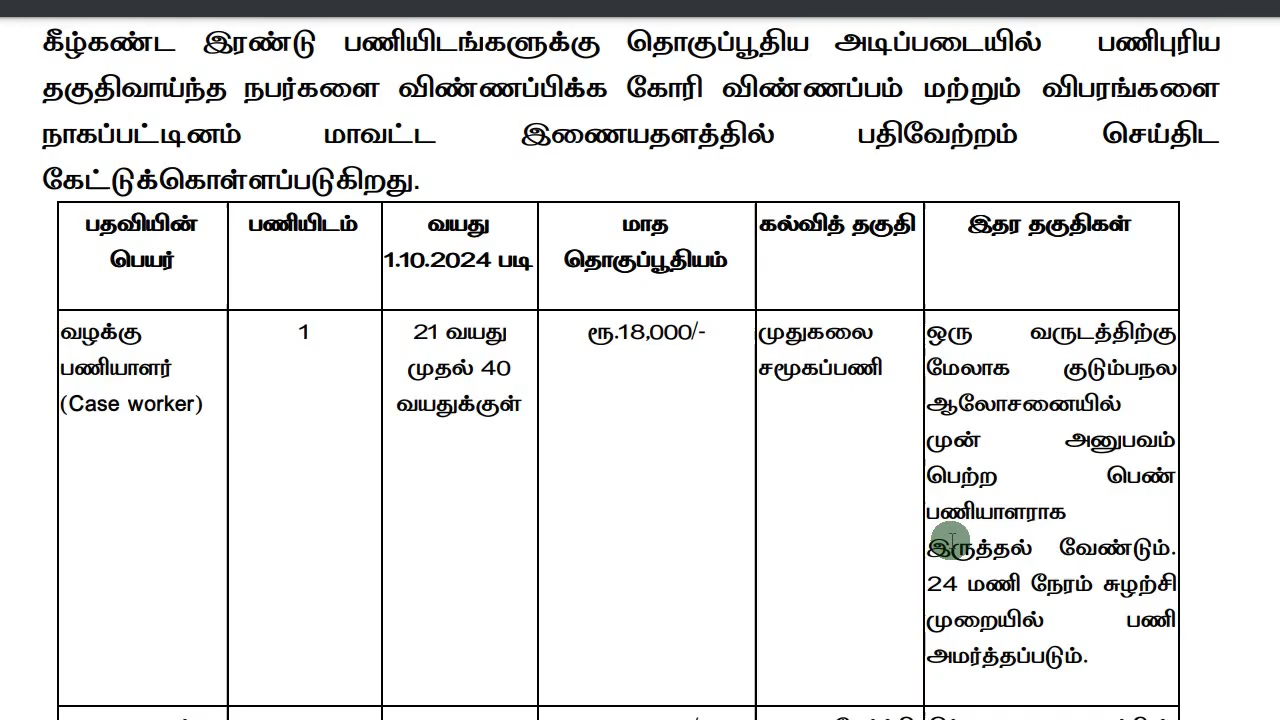 கீழ்கண்ட இரண்டு பணியிடங்களுக்கு தொகுப்பூதிய அடிப்படையில் பணிபுரிய
தகுதிவாய்ந்த நபர்களை விண்ணப்பிக்க கோரி விண்ணப்பம் மற்றும் விபரங்களை
நாகப்பட்டினம் மாவட்ட இணையதளத்தில் பதிவேற்றம் செய்திட
கேட்டுக்கொள்ளப்படுகிறது.
பதவியின் பெயர்
பணியிடம்
வயது
1.10.2024 படி
மாத
தொகுப்பூதியம்
கல்வித் தகுதி
இதர தகுதிகள்
வழக்கு
பணியாளர்
(Case worker)
1
21 வயது
முதல் 40
வயதுக்குள்
ரூ.18,000/-
முதுகலை
சமூகப்பணி
ஒரு வருடத்திற்கு
மேலாக குடும்பநல
ஆலோசனையில்
முன் அனுபவம்
பெற்ற பெண்
பணியாளராக
இருத்தல் வேண்டும்.
24 மணி நேரம் சுழற்சி
முறையில் பணி
அமர்த்தப்படும்.